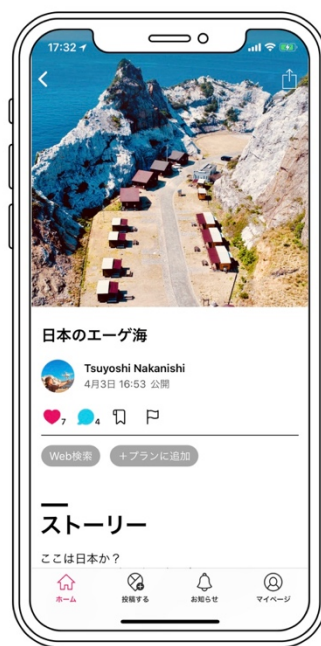 17:32
日本のエーゲ海
Tsuyoshi Nakanishi
4月3日 16:53 公開
7
4
Web検索
+プランに追加
ストーリー
ここは日本か?
ホーム
投稿する
お知らせ
マイページ